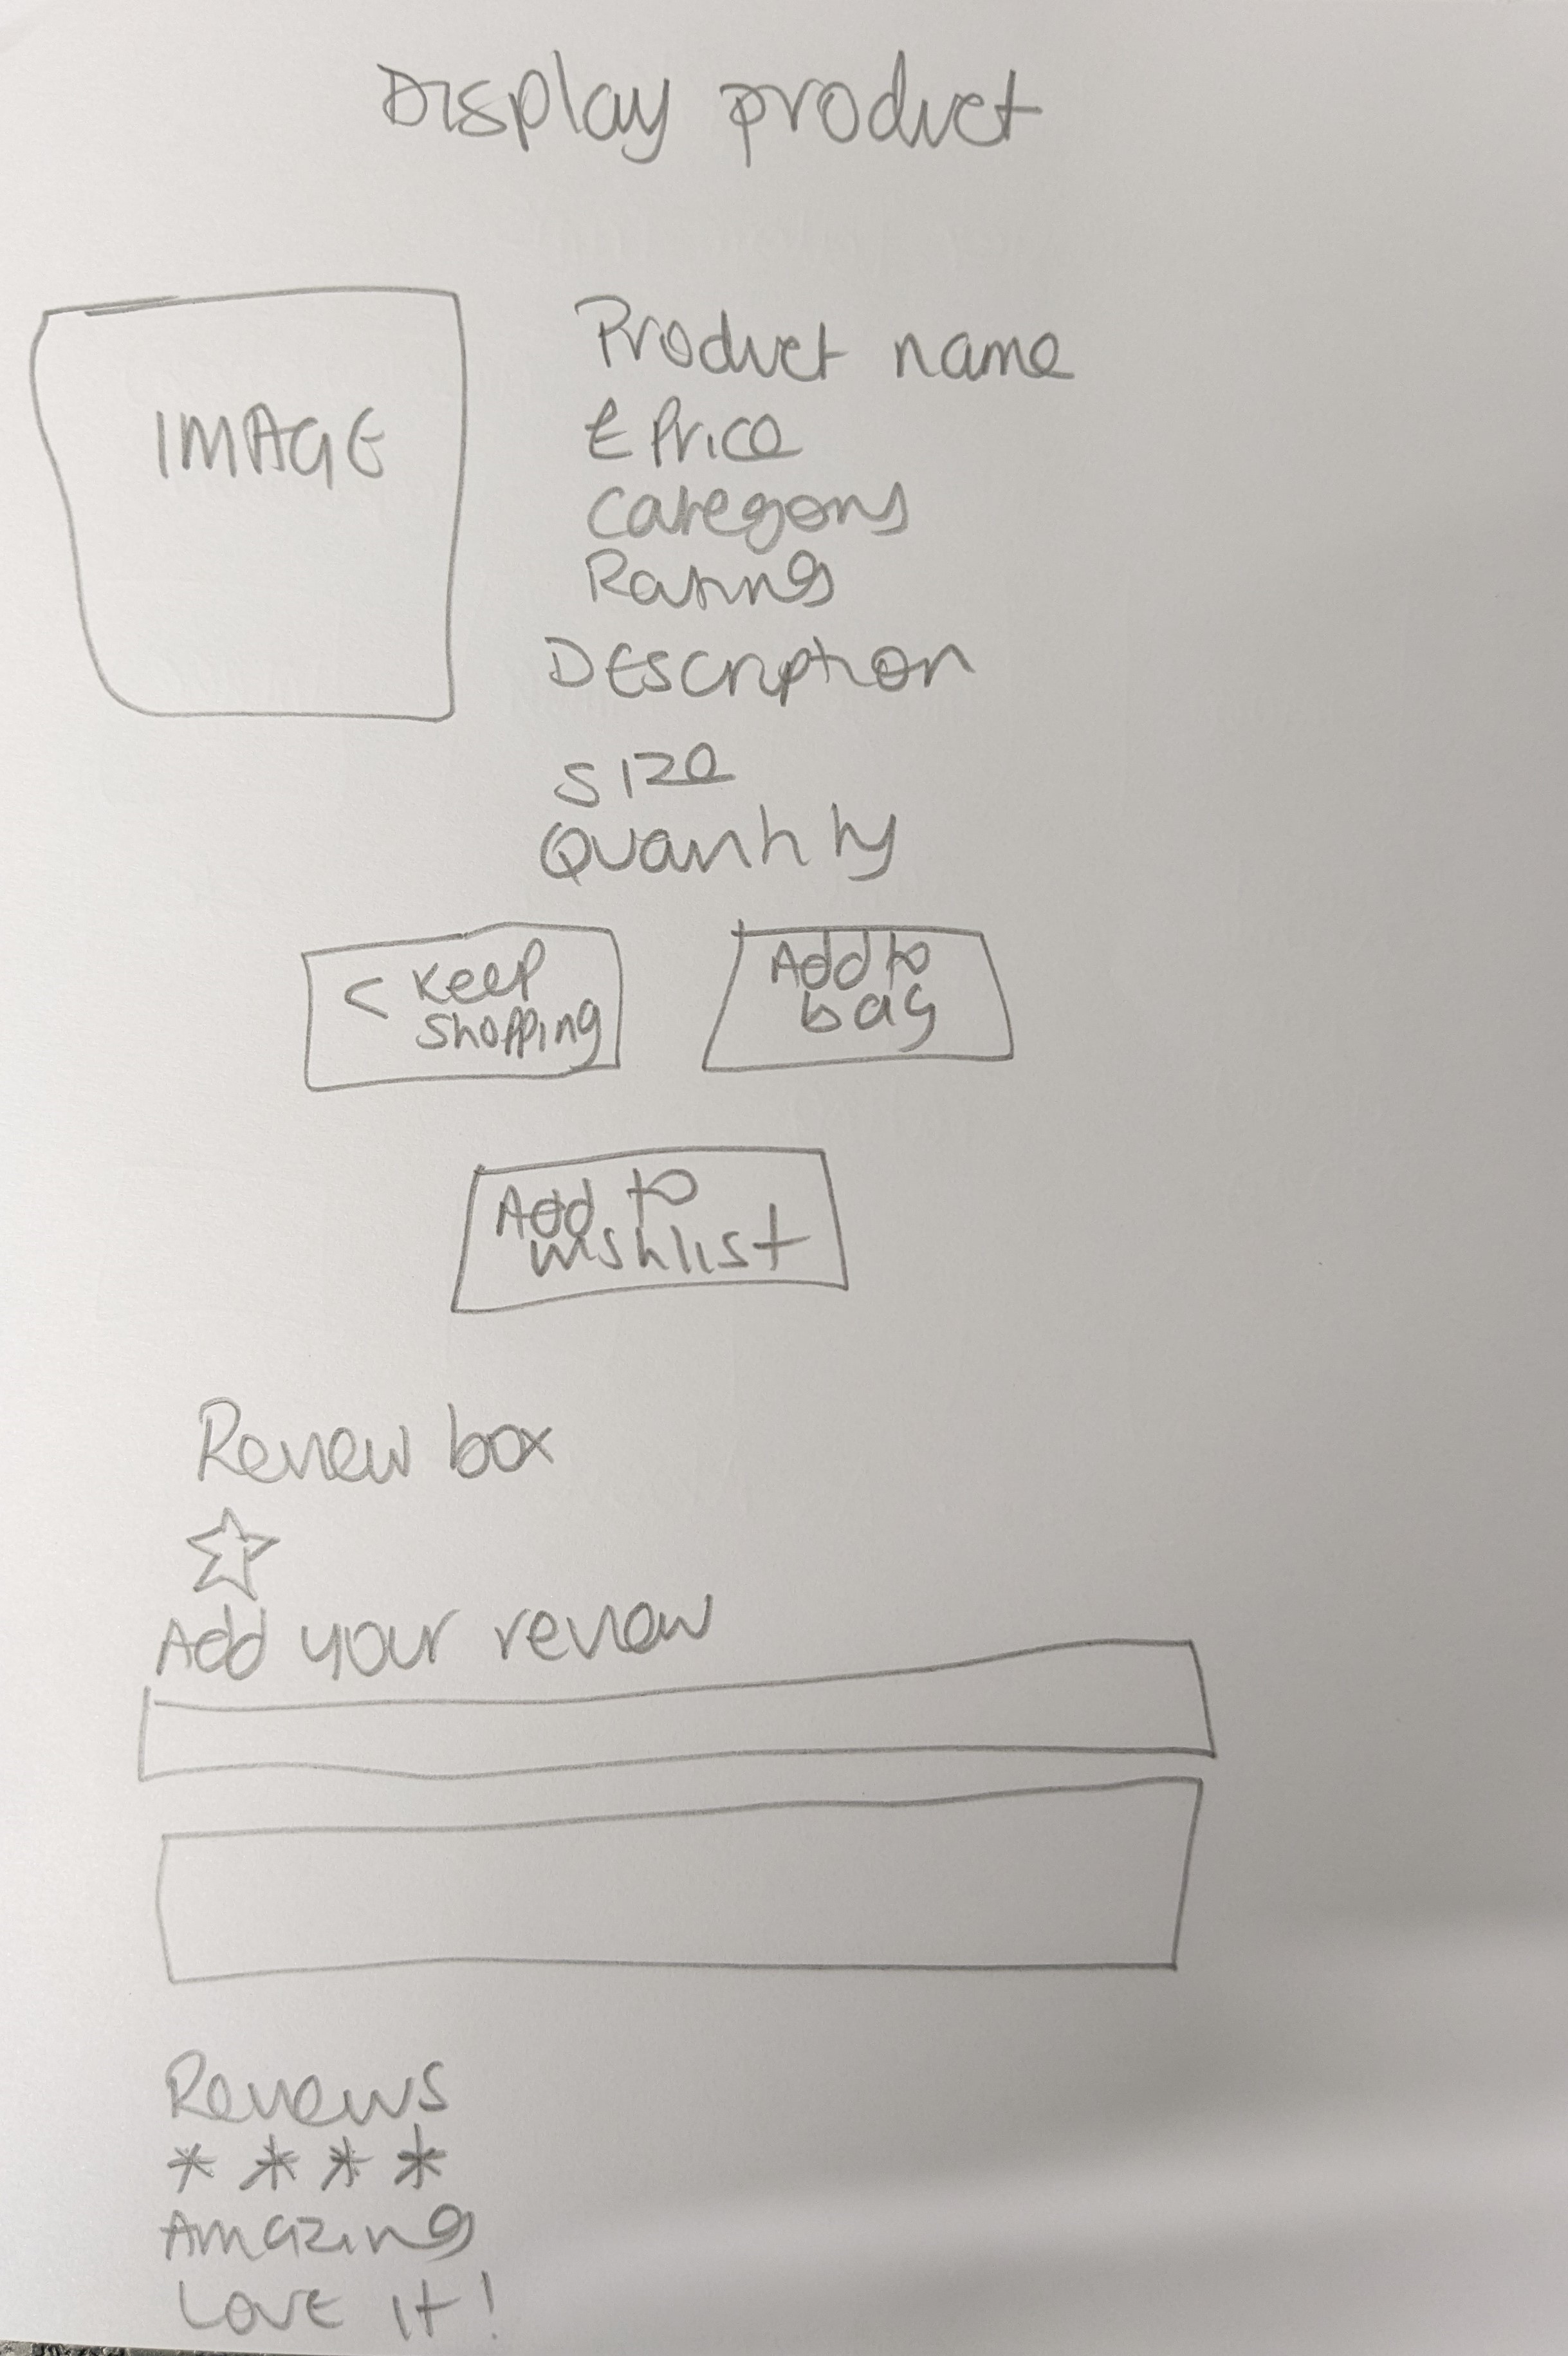 Display product
IMAGE
Product name
£ Price
Category
Rating
Description
Size
Quantity
< Keep
shopping
Add to
bag
Add to
wishlist
Review box
Add your review
Reviews
* * * *
Amazing
Love it!